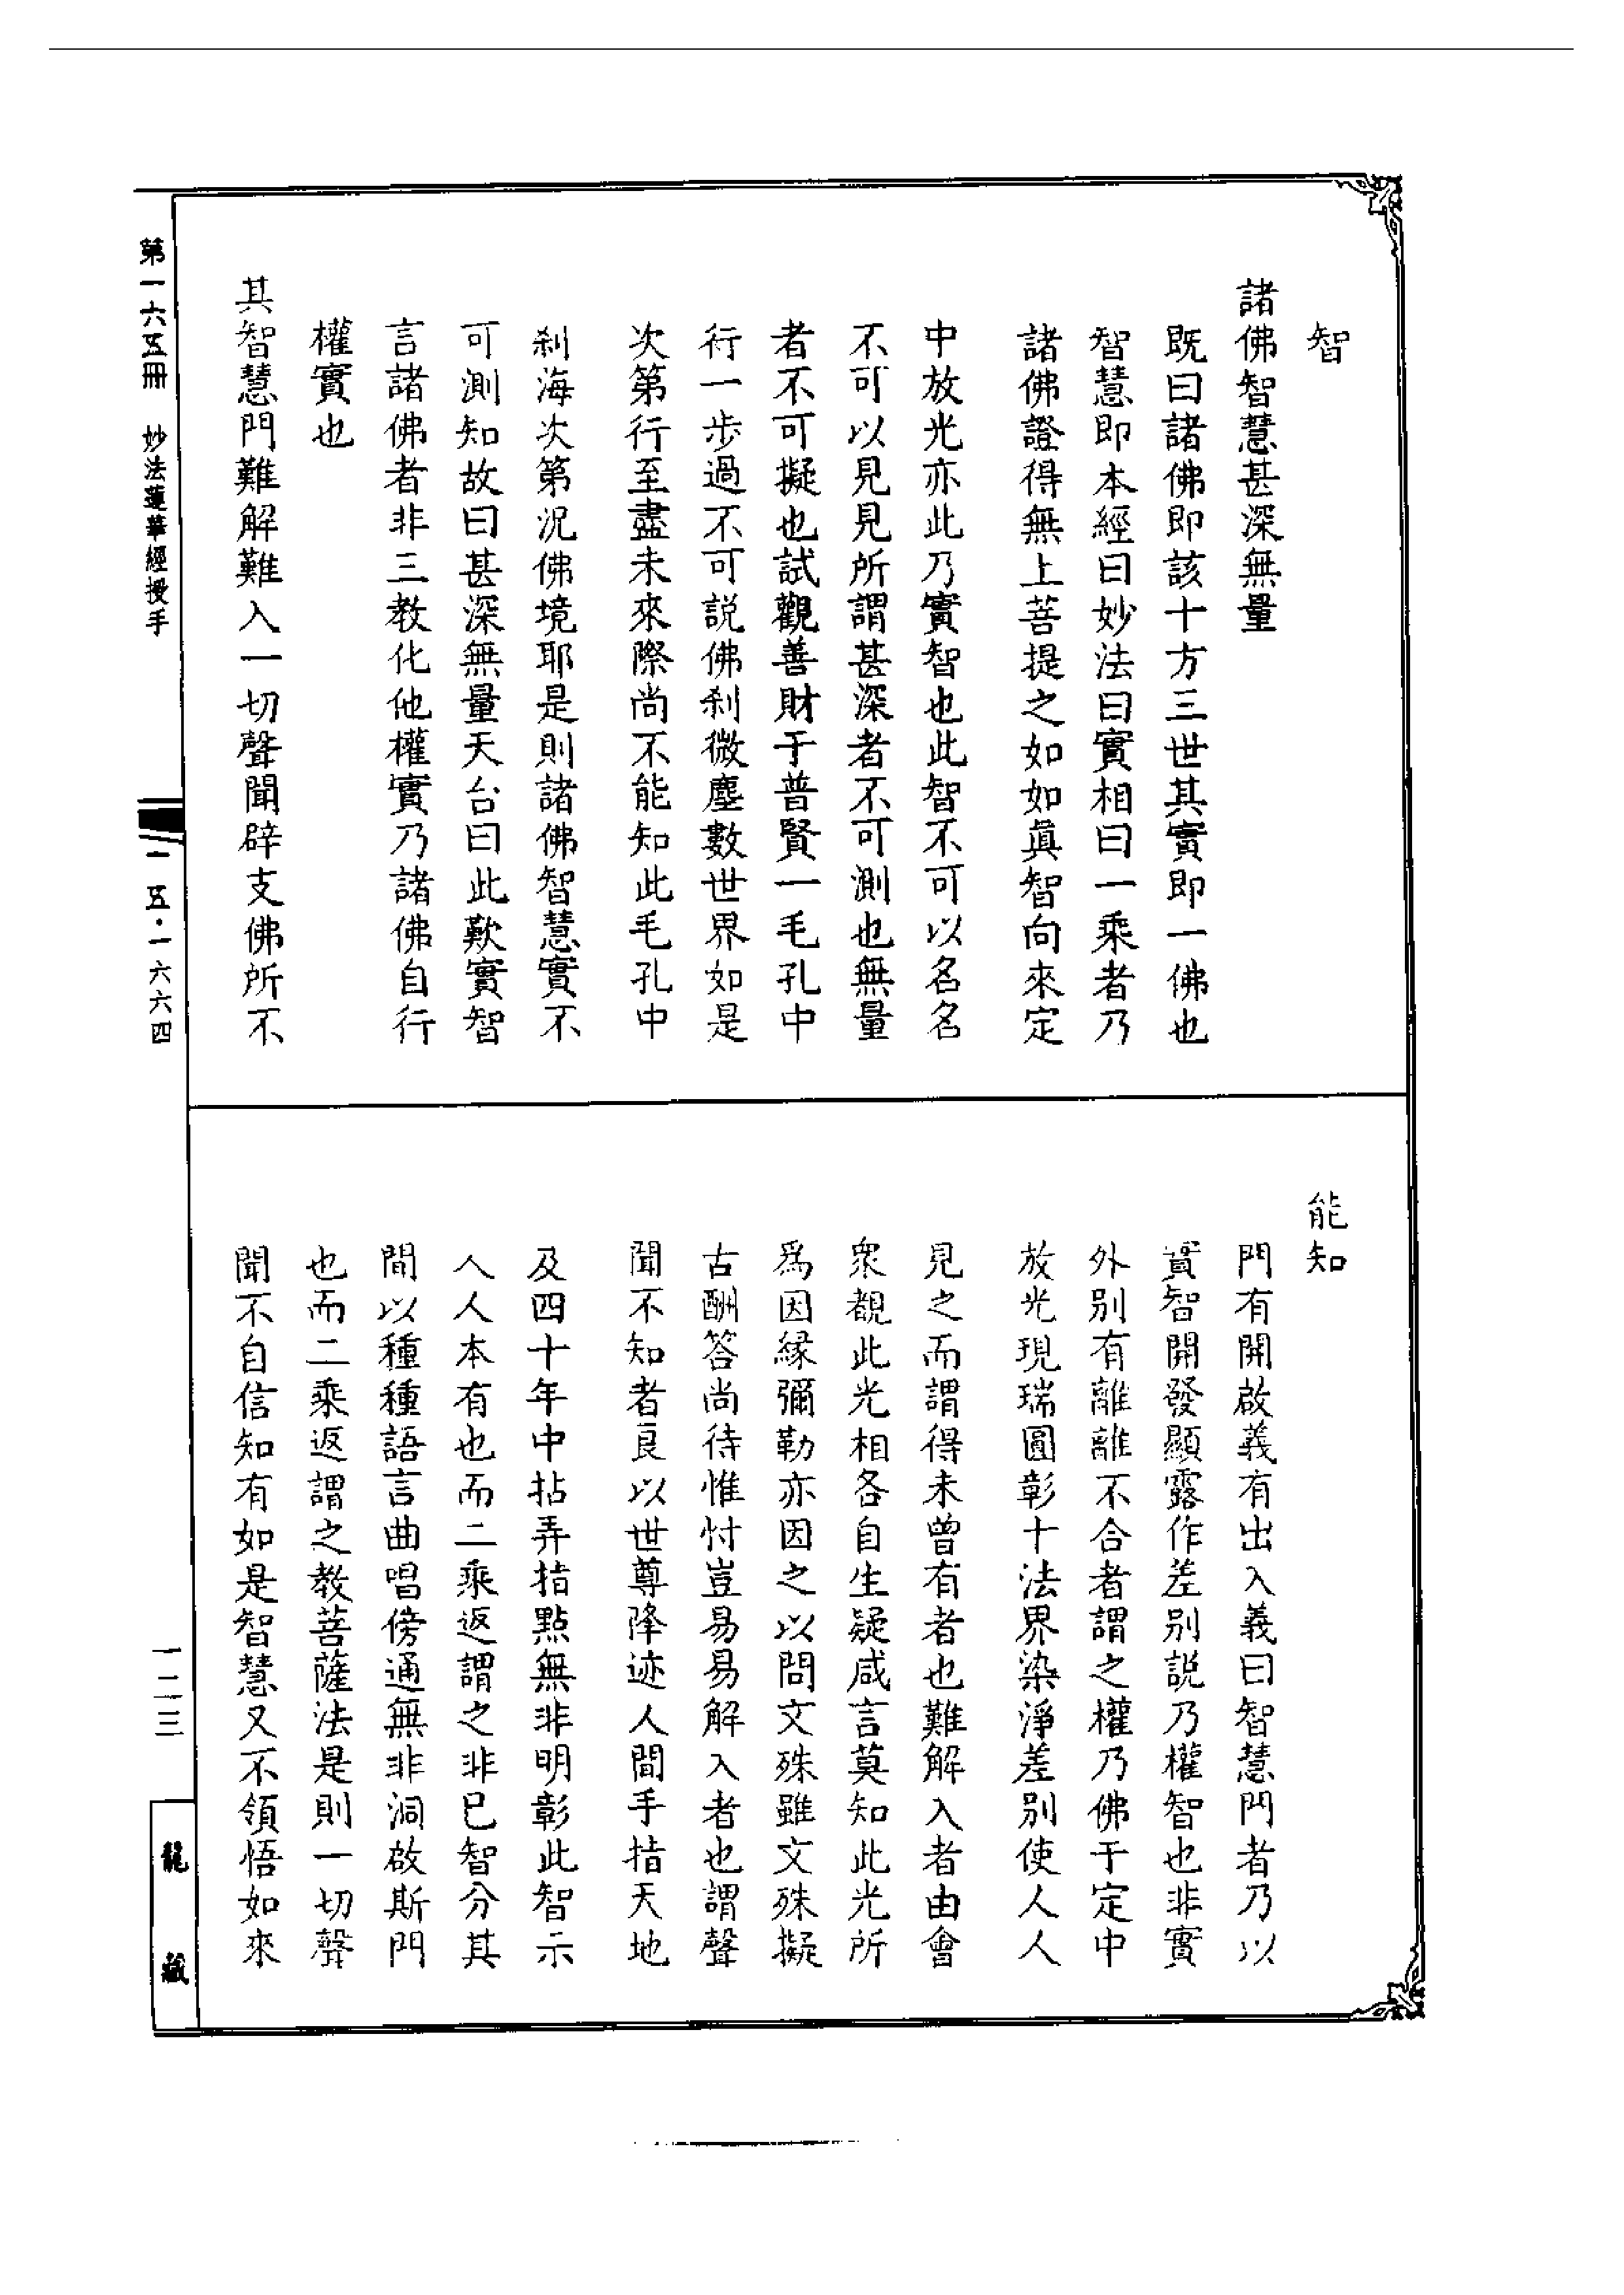 智
諸佛智慧甚深無量
既曰諸佛即該十方三世其實即一佛也
智慧即本經曰妙法曰實相曰一乘者乃
諸佛證得無上菩提之如如眞智向來定
中放光亦此乃實智也此智不可以名名
不可以見見所謂甚深者不可測也無量
者不可擬也試觀善財于普賢一毛孔中
行一步過不可説佛刹微塵數世界如是
次第行至盡未來際尚不能知此毛孔中
刹海次第況佛境耶是則諸佛智慧實不
可測知故曰甚深無量天台曰此歎實智
言諸佛者非三教化他權實乃諸佛自行
權實也
其智慧門難解難入一切聲聞辟支佛所不
能知
門有開啟義有出入義曰智慧門者乃以
實智開發顯露作差别説乃權智也非實
外别有離離不合者謂之權乃佛于定中
放光現瑞圓彰十法界染淨差别使人人
見之而謂得未曾有者也難解入者由會
衆覩此光相各自生疑咸言莫知此光所
爲因緣彌勒亦因之以問文殊雖文殊擬
古酬答尚待惟忖豈易易解入者也謂聲
聞不知者良以世尊降迹人間手指天地
及四十年中拈弄指點無非明彰此智示
人人本有也而二乘返謂之非已智分其
間以種種語言曲唱傍通無非洞啟斯門
也而二乘返謂之教菩薩法是則一切聲
聞不自信知有如是智慧又不領悟如來
第一六五冊　妙法蓮華經授手
一五·一六六四
一二三
龍藏